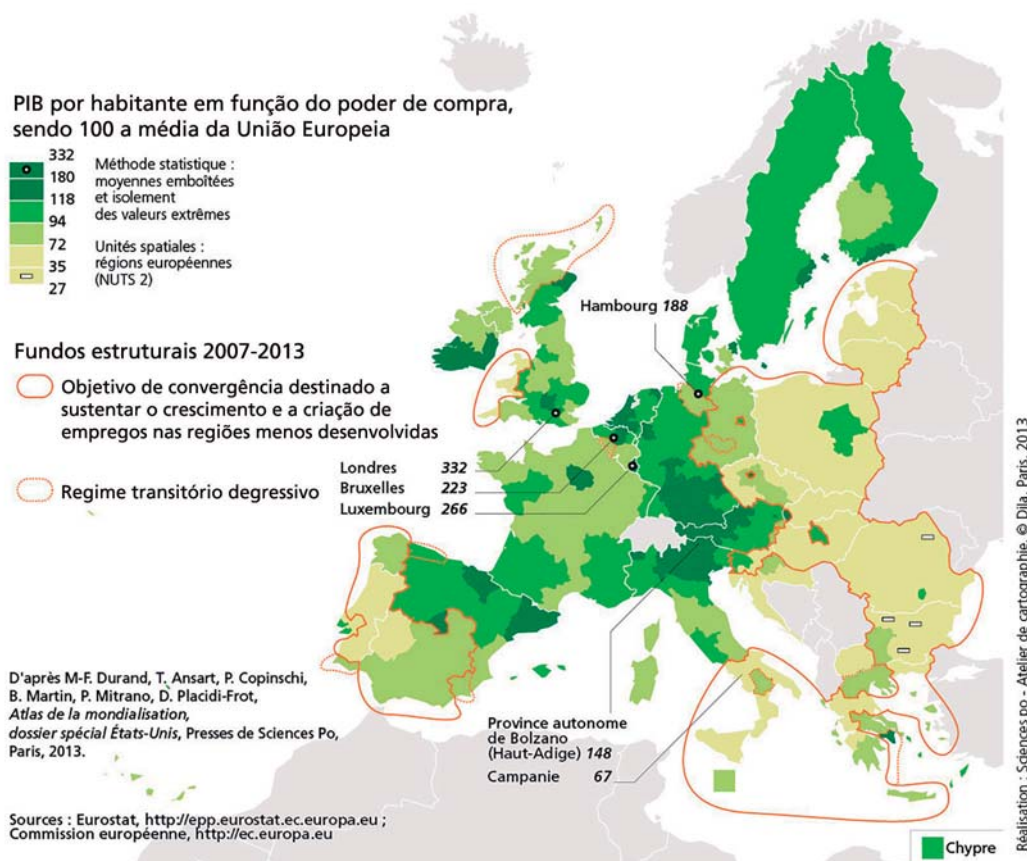 PIB por habitante em função do poder de compra,
sendo 100 a média da União Europeia
332
180
118
94
72
35
27
Méthode statistique :
moyennes emboîtées
et isolement
des valeurs extrêmes
Unités spatiales :
régions européennes
(NUTS 2)
Fundos estruturais 2007-2013
Objetivo de convergência destinado a
sustentar o crescimento e a criação de
empregos nas regiões menos desenvolvidas
Regime transitório degressivo
Hambourg 188
Londres 332
Bruxelles 223
Luxembourg 266
Province autonome
de Bolzano
(Haut-Adige) 148
Campanie 67
D'après M-F. Durand, T. Ansart, P. Copinschi,
B. Martin, P. Mitrano, D. Placidi-Frot,
Atlas de la mondialisation,
dossier spécial États-Unis, Presses de Sciences Po,
Paris, 2013.
Sources : Eurostat, http://epp.eurostat.ec.europa.eu ;
Commission européenne, http://ec.europa.eu
Chypre
Réalisation : Sciences po - Atelier de cartographie. © Dila, Paris, 2013